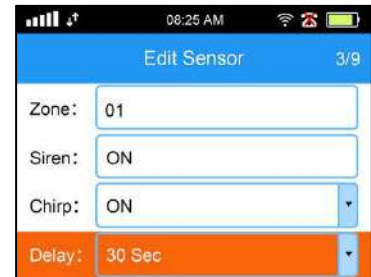 08:25 AM
Edit Sensor 3/9
Zone: 01
Siren: ON
Chirp: ON
Delay: 30 Sec